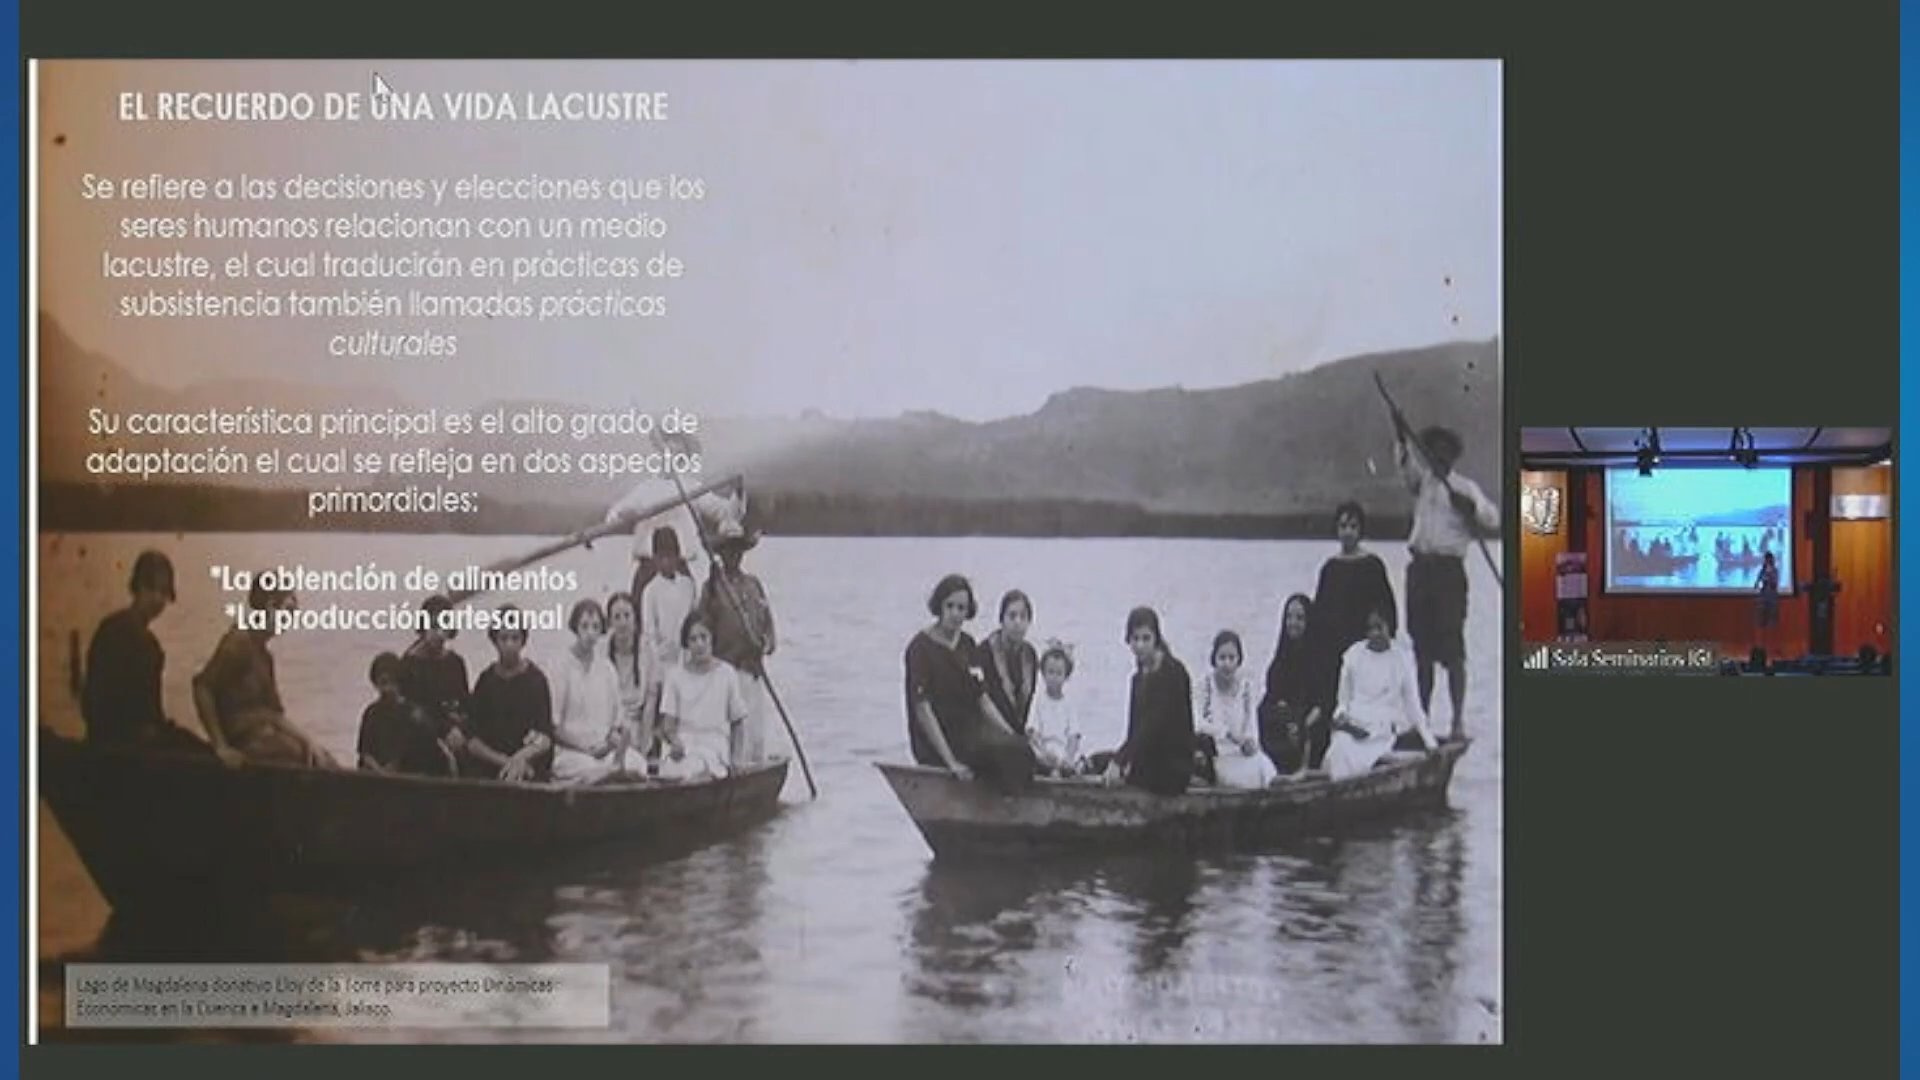 EL RECUERDO DE UNA VIDA LACUSTRE
Se refiere a las decisiones y elecciones que los
seres humanos relacionan con un medio
lacustre, el cual traducirán en prácticas de
subsistencia también llamadas prácticas
culturales
Su característica principal es el alto grado de
adaptación el cual se refleja en dos aspectos
primordiales:
*La obtención de alimentos
*La producción artesanal
Lago de Magdalena donativo Eloy de la Torre para proyecto Dinámicas
Económicas en la Cuenca e Magdalena, Jalisco.
Sala Seminarios IGL